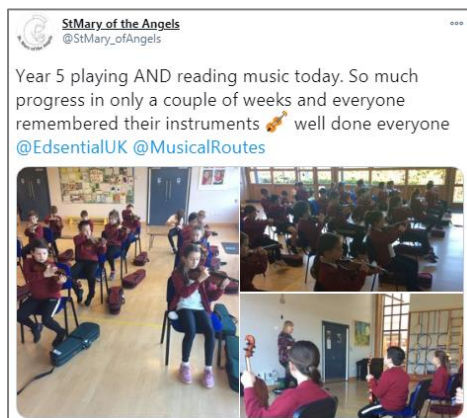 StMary of the Angels
@StMary_ofAngels
Year 5 playing AND reading music today. So much
progress in only a couple of weeks and everyone
remembered their instruments 🎻 well done everyone
@EdsentialUK @MusicalRoutes